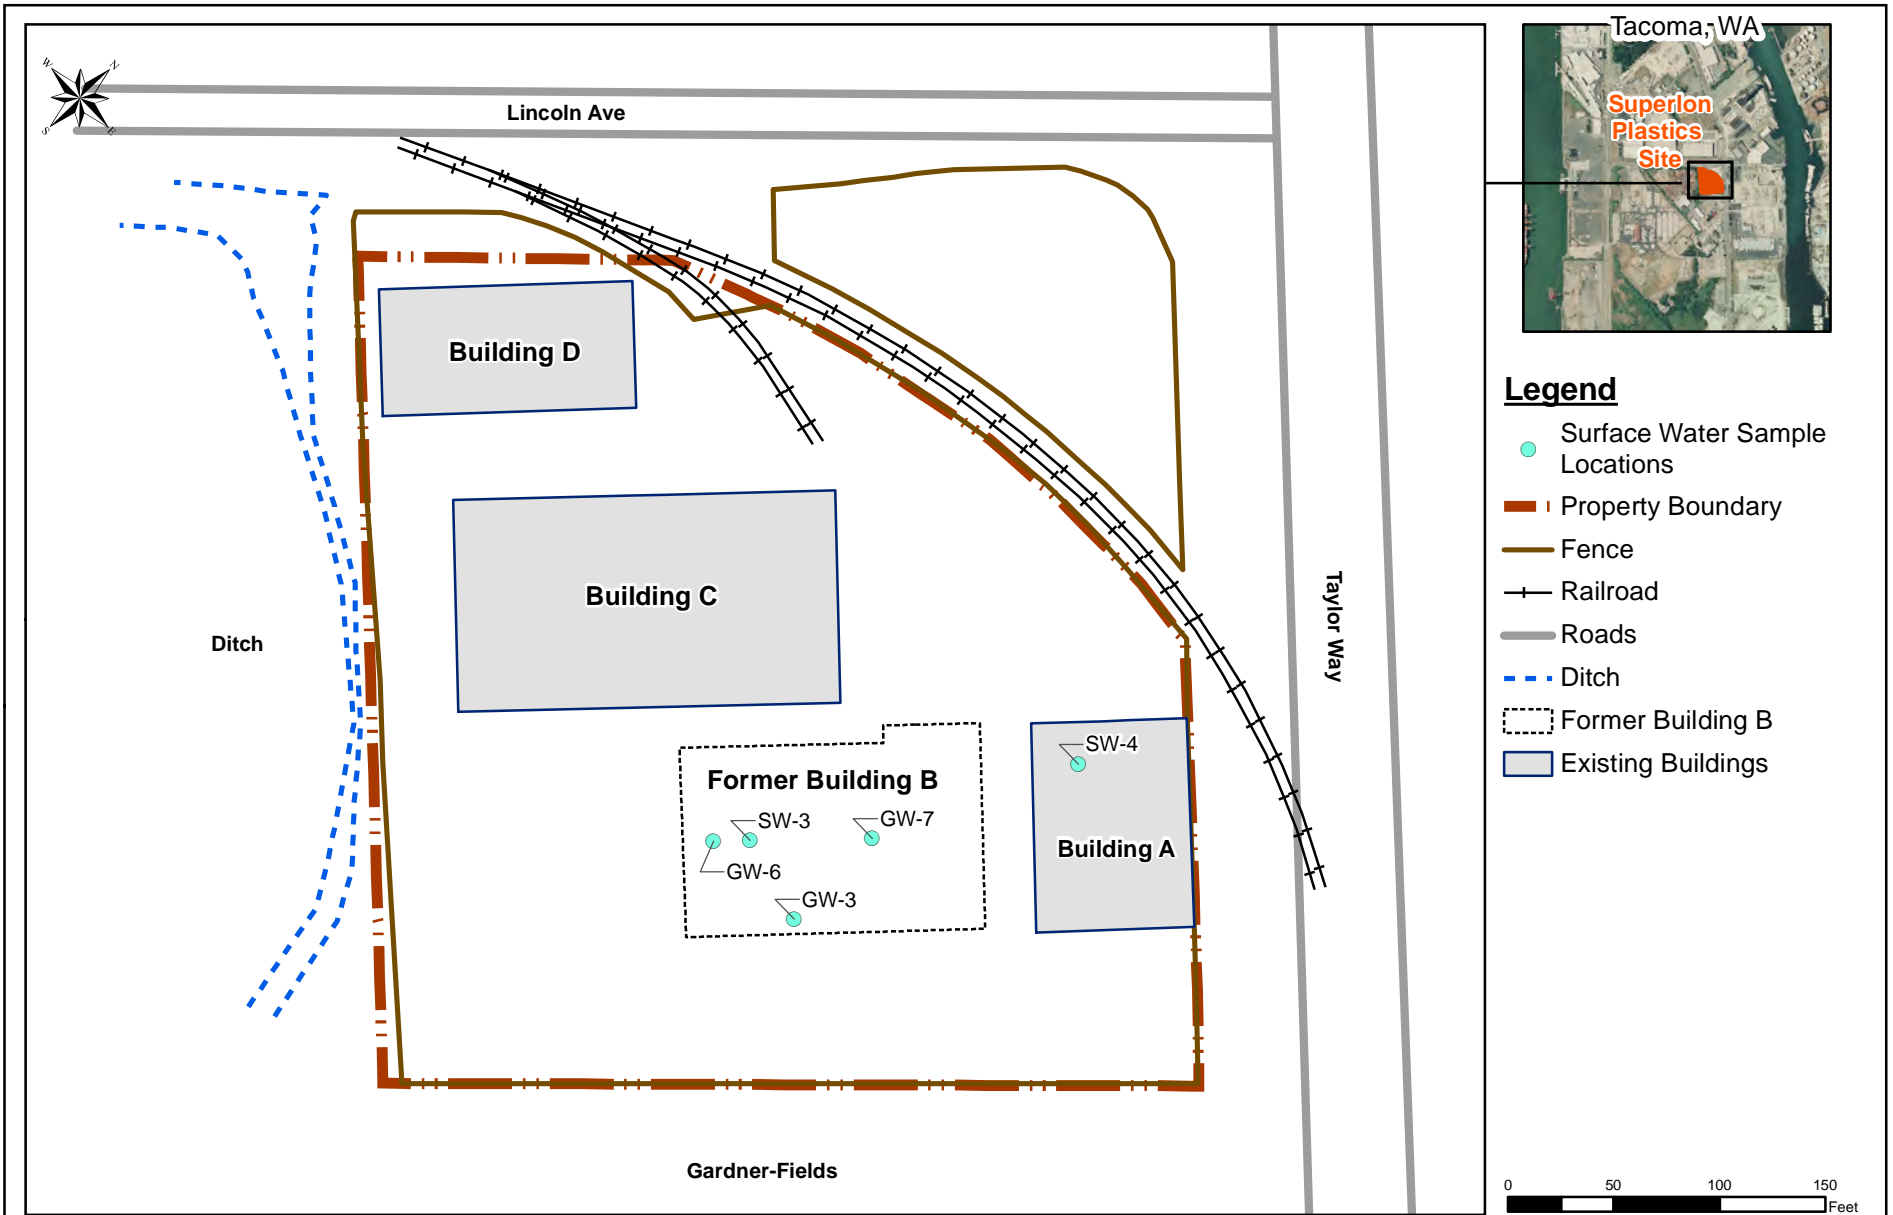 Tacoma, WA
Superlon
Plastics
Site
W
N
S
E
Lincoln Ave
Building D
Building C
Ditch
Taylor Way
SW-4
Former Building B
SW-3
GW-7
Building A
GW-6
GW-3
Gardner-Fields
Legend
Surface Water Sample
Locations
Property Boundary
Fence
Railroad
Roads
Ditch
Former Building B
Existing Buildings
0 50 100 150
Feet